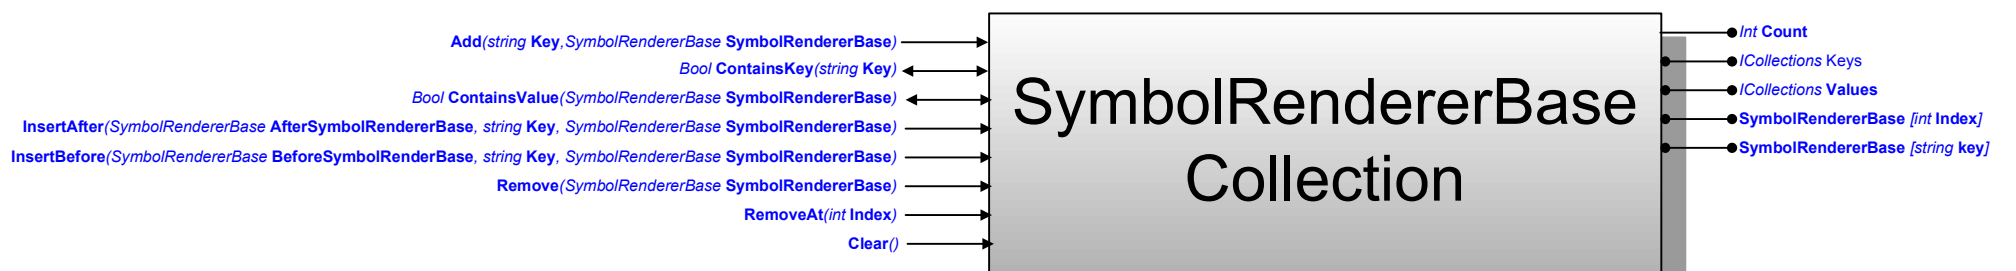 Add(string Key,SymbolRendererBase SymbolRendererBase)
Bool ContainsKey(string Key)
Bool ContainsValue(SymbolRendererBase SymbolRendererBase)
InsertAfter(SymbolRendererBase AfterSymbolRendererBase, string Key, SymbolRendererBase SymbolRendererBase)
InsertBefore(SymbolRendererBase BeforeSymbolRenderBase, string Key, SymbolRendererBase SymbolRendererBase)
Remove(SymbolRendererBase SymbolRendererBase)
RemoveAt(int Index)
Clear()
SymbolRendererBase
Collection
Int Count
ICollections Keys
ICollections Values
SymbolRendererBase [int Index]
SymbolRendererBase [string key]